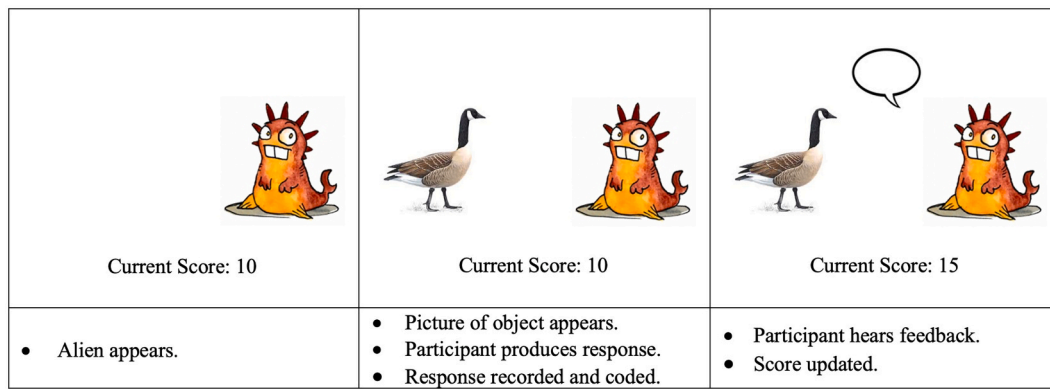 Current Score: 10
Current Score: 10
Current Score: 15
• Alien appears.
• Picture of object appears.
• Participant produces response.
• Response recorded and coded.
• Participant hears feedback.
• Score updated.